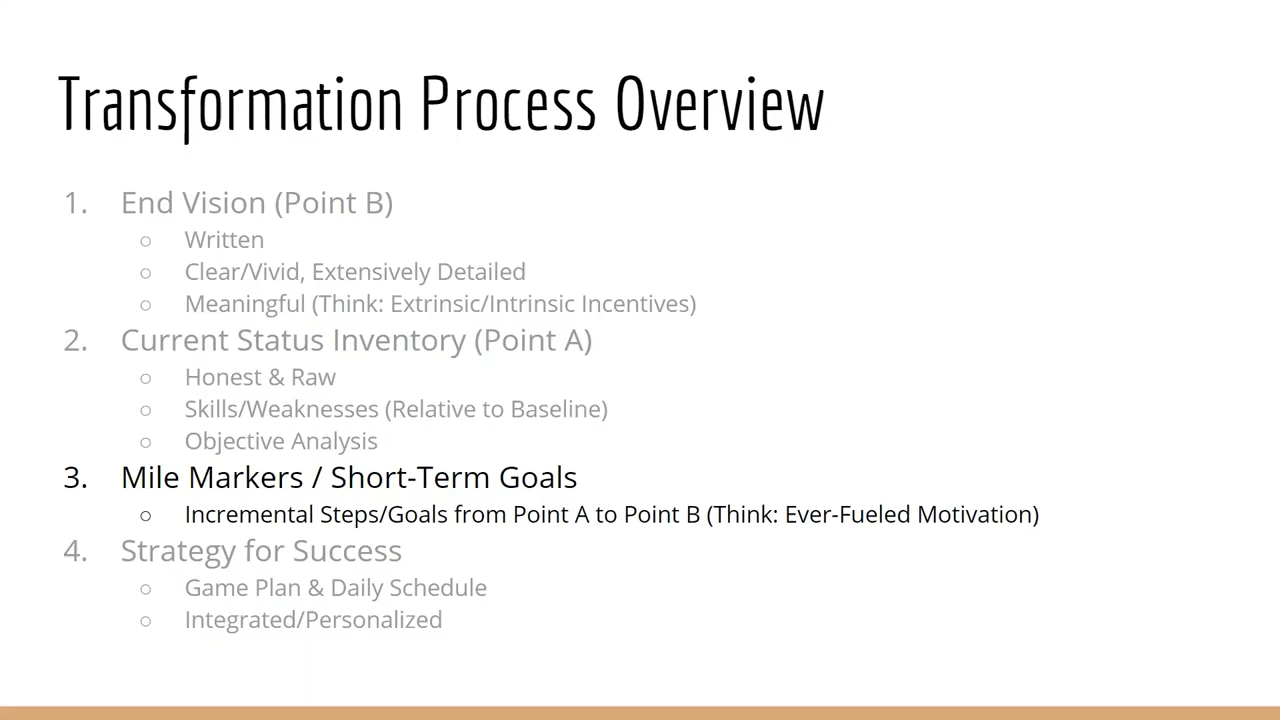 Transformation Process Overview
1. End Vision (Point B)
○ Written
○ Clear/Vivid, Extensively Detailed
○ Meaningful (Think: Extrinsic/Intrinsic Incentives)
2. Current Status Inventory (Point A)
○ Honest & Raw
○ Skills/Weaknesses (Relative to Baseline)
○ Objective Analysis
3. Mile Markers / Short-Term Goals
○ Incremental Steps/Goals from Point A to Point B (Think: Ever-Fueled Motivation)
4. Strategy for Success
○ Game Plan & Daily Schedule
○ Integrated/Personalized